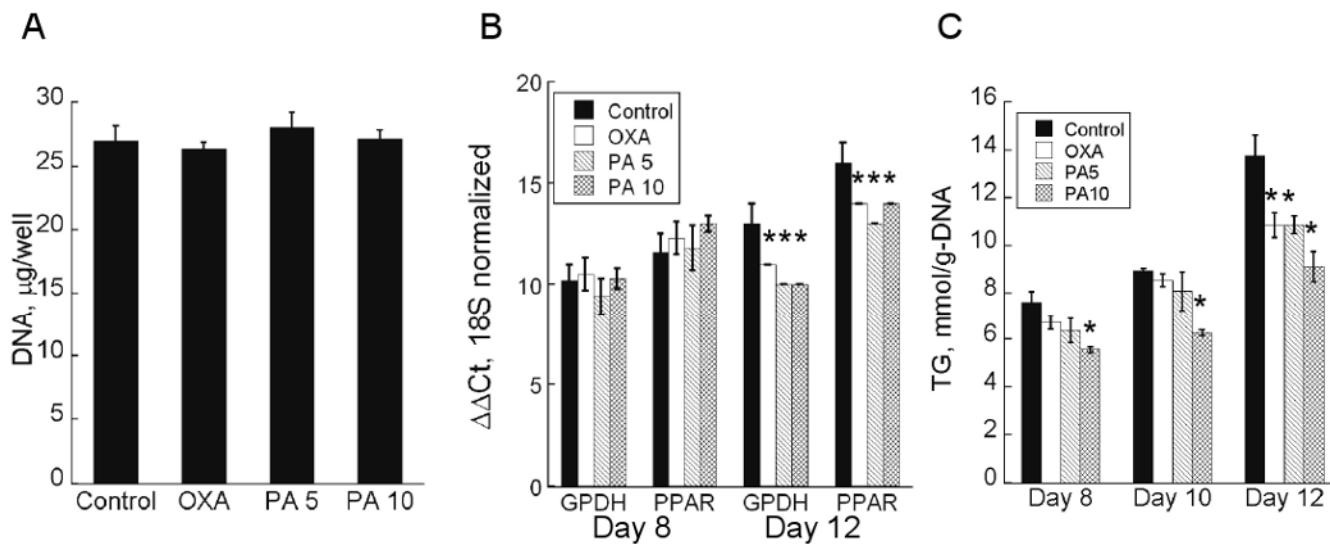 A
DNA, µg/well
30
25
20
15
10
5
0
Control OXA PA 5 PA 10
B
ΔΔCt, 18S normalized
20
15
10
5
0
Control
OXA
PA 5
PA 10
*** ***
GPDH PPAR GPDH PPAR
Day 8 Day 12
C
TG, mmol/g-DNA
16
14
12
10
8
6
4
2
0
Control
OXA
PA5
PA10
* * * * *
Day 8 Day 10 Day 12